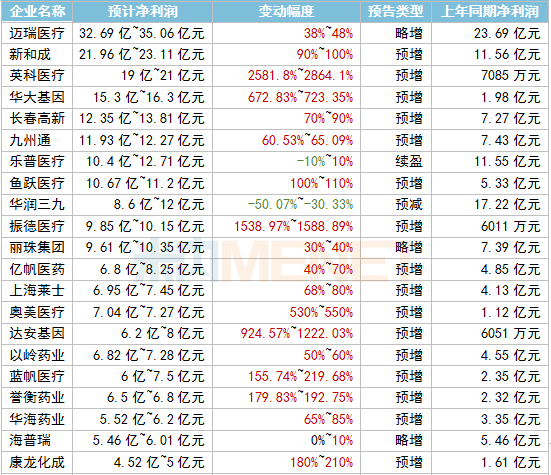 企业名称 预计净利润 变动幅度 预告类型 上年同期净利润
迈瑞医疗 32.69 亿~35.06 亿元 38%~48% 略增 23.69 亿元
新和成 21.96 亿~23.11 亿元 90%~100% 预增 11.56 亿元
英科医疗 19 亿~21 亿元 2581.8%~2864.1% 预增 7085 万元
华大基因 15.3 亿~16.3 亿元 672.83%~723.35% 预增 1.98 亿元
长春高新 12.35 亿~13.81 亿元 70%~90% 预增 7.27 亿元
九州通 11.93 亿~12.27 亿元 60.53%~65.09% 预增 7.43 亿元
乐普医疗 10.4 亿~12.71 亿元 -10%~10% 续盈 11.55 亿元
鱼跃医疗 10.67 亿~11.2 亿元 100%~110% 预增 5.33 亿元
华润三九 8.6 亿~12 亿元 -50.07%~-30.33% 预减 17.22 亿元
振德医疗 9.85 亿~10.15 亿元 1538.97%~1588.89% 预增 6011 万元
丽珠集团 9.61 亿~10.35 亿元 30%~40% 略增 7.39 亿元
亿帆医药 6.8 亿~8.25 亿元 40%~70% 预增 4.85 亿元
上海莱士 6.95 亿~7.45 亿元 68%~80% 预增 4.13 亿元
奥美医疗 7.04 亿~7.27 亿元 530%~550% 预增 1.12 亿元
达安基因 6.2 亿~8 亿元 924.57%~1222.03% 预增 6051 万元
以岭药业 6.82 亿~7.28 亿元 50%~60% 预增 4.55 亿元
蓝帆医疗 6 亿~7.5 亿元 155.74%~219.68% 预增 2.35 亿元
誉衡药业 6.5 亿~6.8 亿元 179.83%~192.75% 预增 2.32 亿元
华海药业 5.52 亿~6.2 亿元 65%~85% 预增 3.35 亿元
海普瑞 5.46 亿~6.01 亿元 0%~10% 略增 5.46 亿元
康龙化成 4.52 亿~5 亿元 180%~210% 预增 1.61 亿元